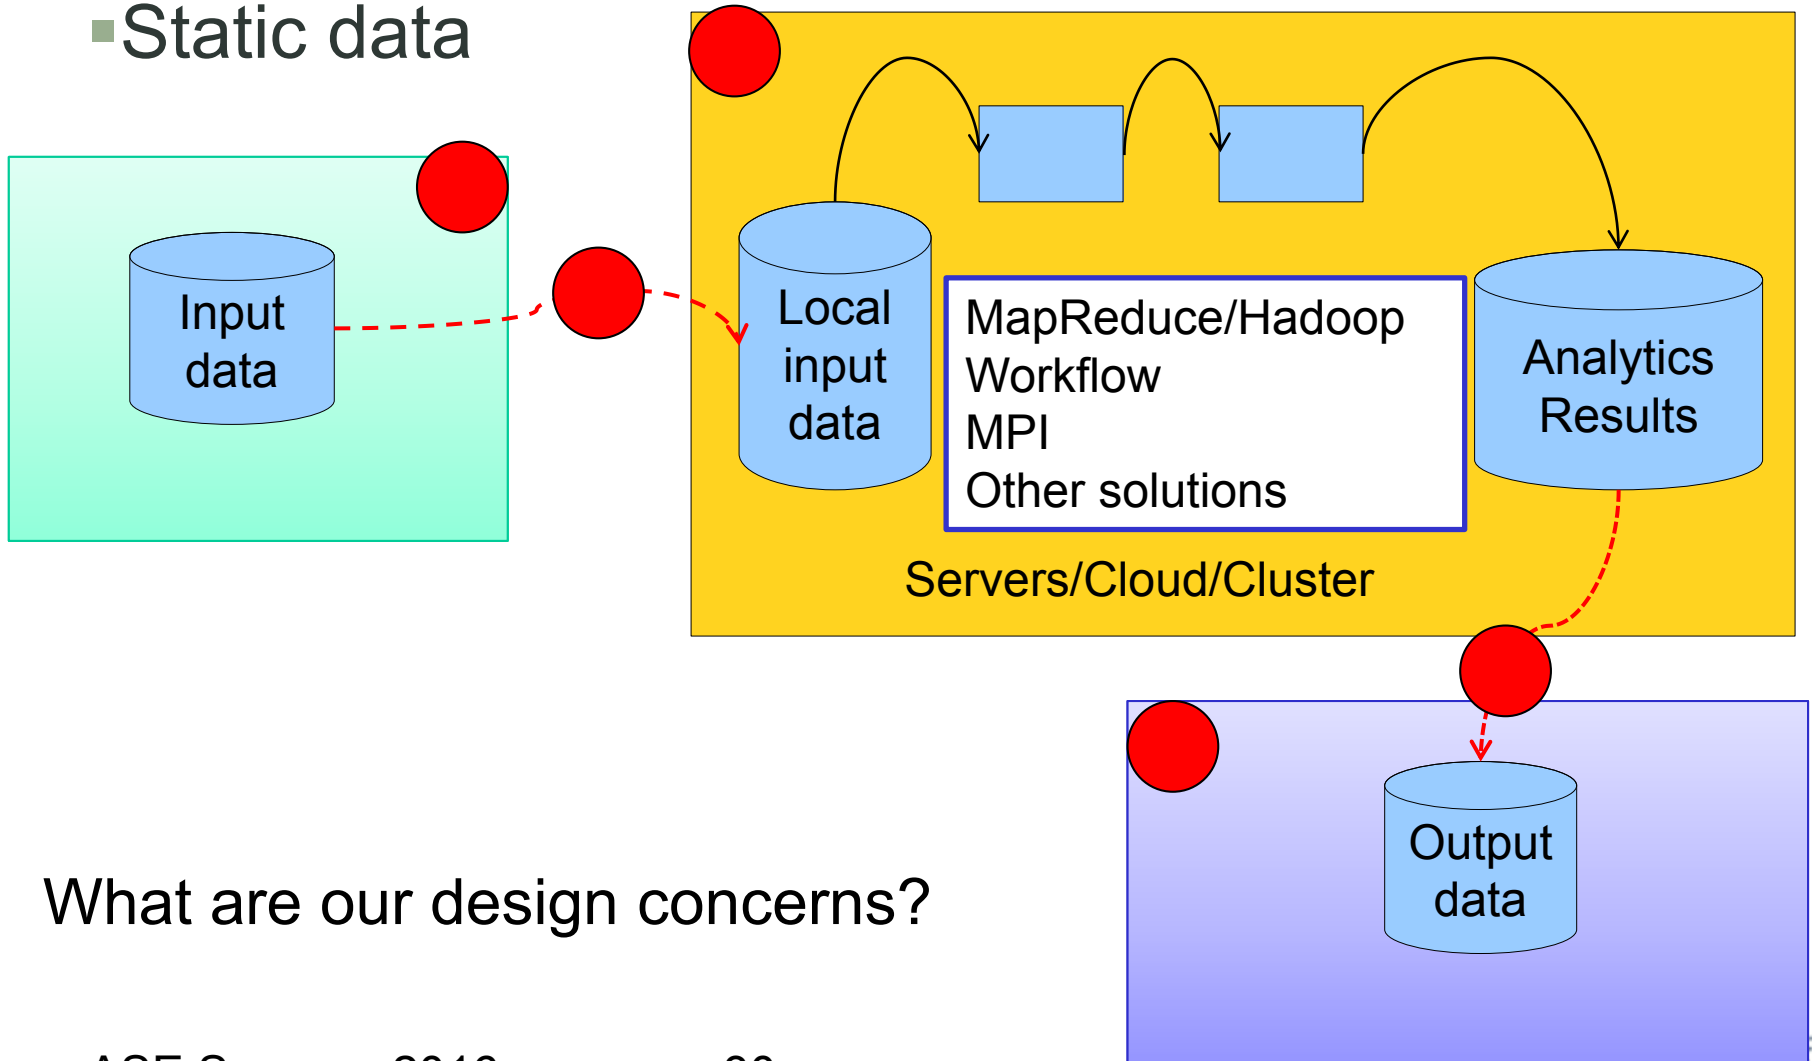 Static data
Input
data
Local
input
data
MapReduce/Hadoop
Workflow
MPI
Other solutions
Analytics
Results
Servers/Cloud/Cluster
Output
data
What are our design concerns?